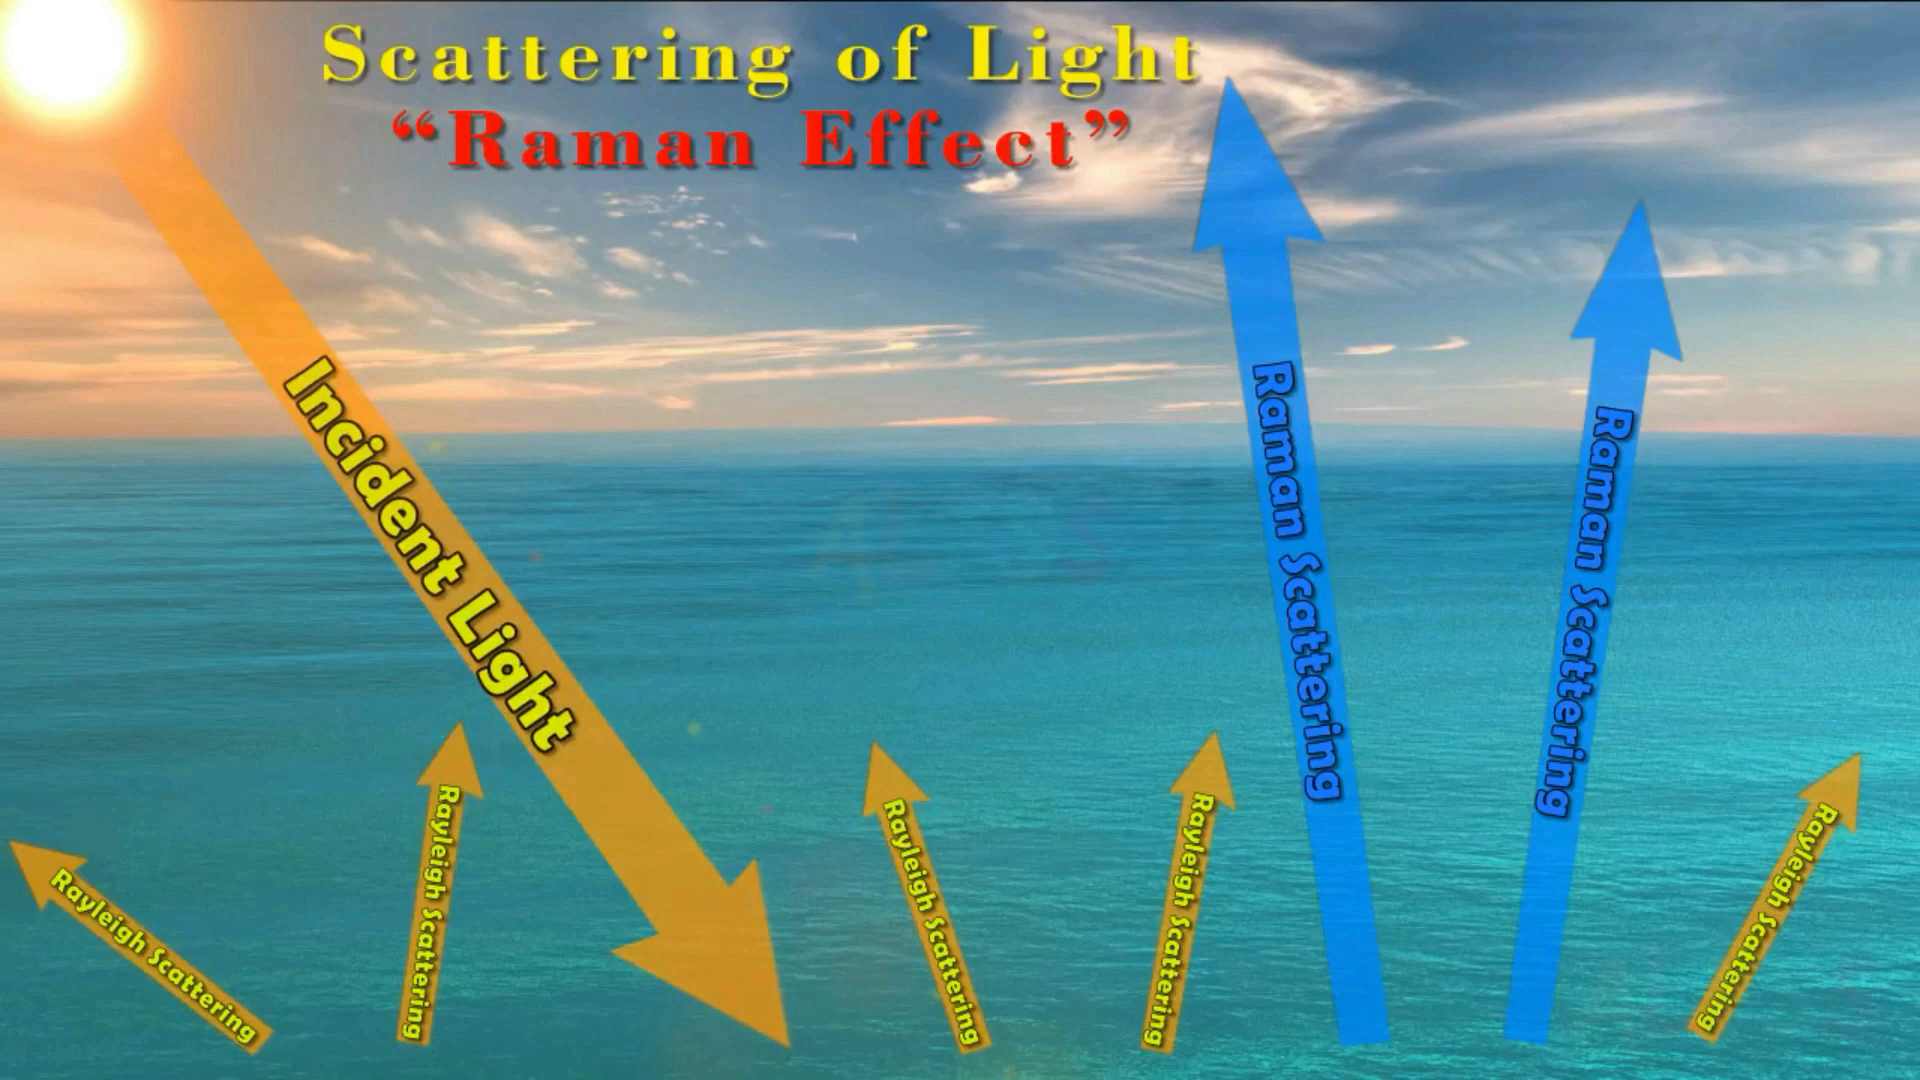 Scattering of Light
“Raman Effect”
Incident Light
Raman Scattering
Raman Scattering
Rayleigh Scattering
Rayleigh Scattering
Rayleigh Scattering
Rayleigh Scattering
Rayleigh Scattering